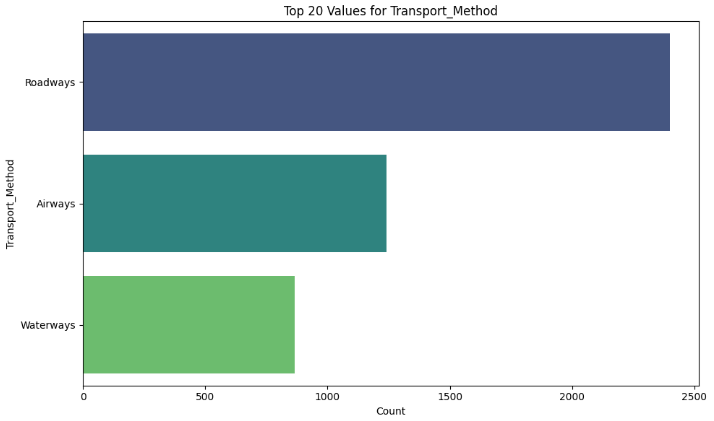 Top 20 Values for Transport_Method
Transport_Method
Roadways
Airways
Waterways
0 500 1000 1500 2000 2500
Count